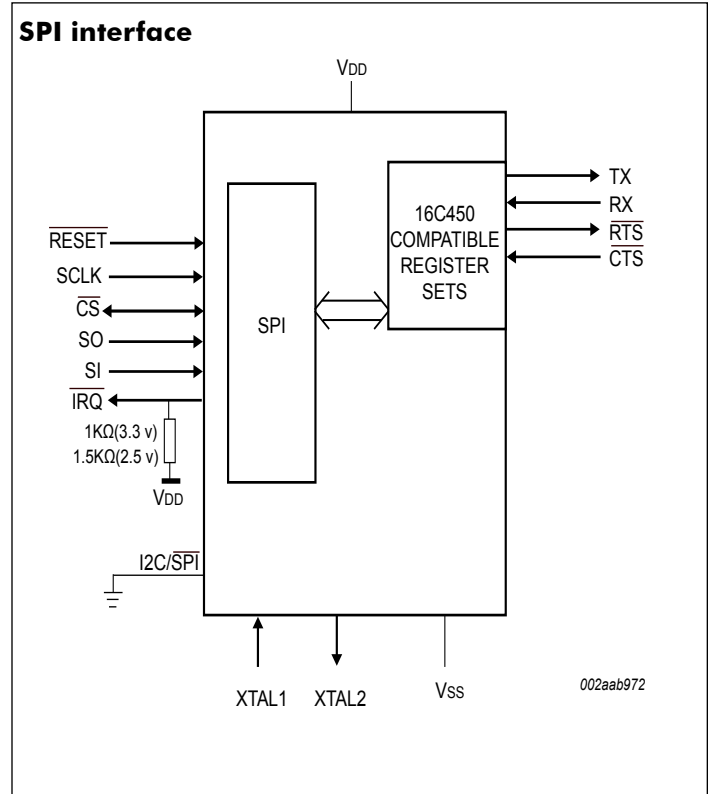 SPI interface
VDD
RESET
SCLK
CS
SO
SI
IRQ
1KΩ(3.3 v)
1.5KΩ(2.5 v)
VDD
I2C/SPI
SPI
16C450
COMPATIBLE
REGISTER
SETS
TX
RX
RTS
CTS
XTAL1
XTAL2
VSS
002aab972